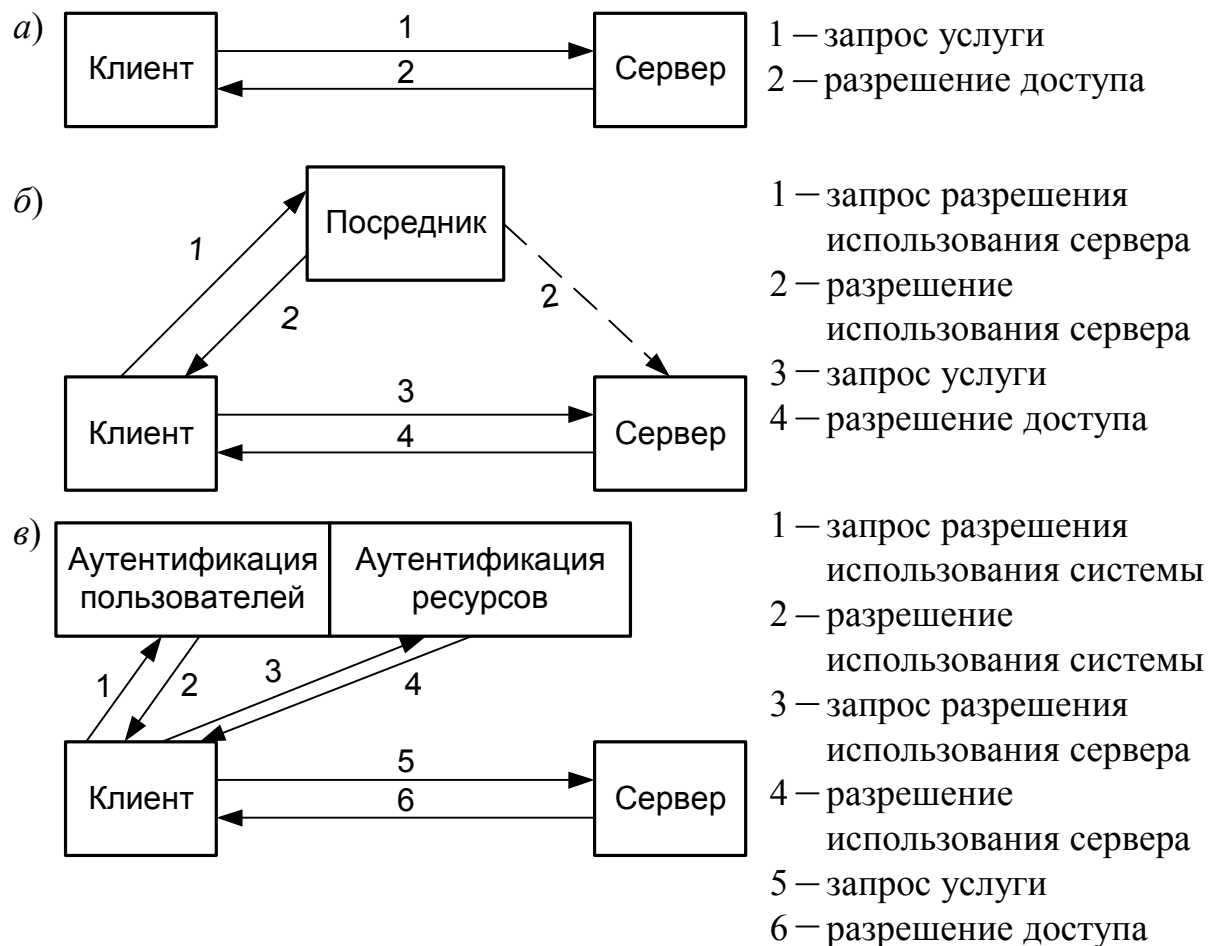 а)
1
Клиент
2
Сервер
1 – запрос услуги
2 – разрешение доступа
б)
Посредник
1
2
2
Клиент
3
4
Сервер
1 – запрос разрешения
использования сервера
2 – разрешение
использования сервера
3 – запрос услуги
4 – разрешение доступа
в)
Аутентификация
пользователей
Аутентификация
ресурсов
1
2
3
4
Клиент
5
6
Сервер
1 – запрос разрешения
использования системы
2 – разрешение
использования системы
3 – запрос разрешения
использования сервера
4 – разрешение
использования сервера
5 – запрос услуги
6 – разрешение доступа